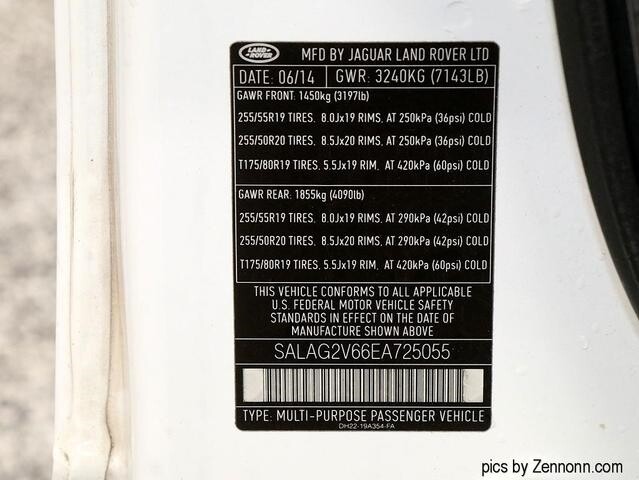 LAND ROVER MFD BY JAGUAR LAND ROVER LTD
DATE: 06/14 GWR: 3240KG (7143LB)
GAWR FRONT: 1450kg (3197lb)
255/55R19 TIRES, 8.0Jx19 RIMS, AT 250kPa (36psi) COLD
255/50R20 TIRES, 8.5Jx20 RIMS, AT 250kPa (36psi) COLD
T175/80R19 TIRES, 5.5Jx19 RIM, AT 420kPa (60psi) COLD
GAWR REAR: 1855kg (4090lb)
255/55R19 TIRES, 8.0Jx19 RIMS, AT 290kPa (42psi) COLD
255/50R20 TIRES, 8.5Jx20 RIMS, AT 290kPa (42psi) COLD
T175/80R19 TIRES, 5.5Jx19 RIM, AT 420kPa (60psi) COLD
THIS VEHICLE CONFORMS TO ALL APPLICABLE
U.S. FEDERAL MOTOR VEHICLE SAFETY
STANDARDS IN EFFECT ON THE DATE OF
MANUFACTURE SHOWN ABOVE
SALAG2V66EA725055
TYPE: MULTI-PURPOSE PASSENGER VEHICLE
DH22-19A354-FA
pics by Zennonn.com